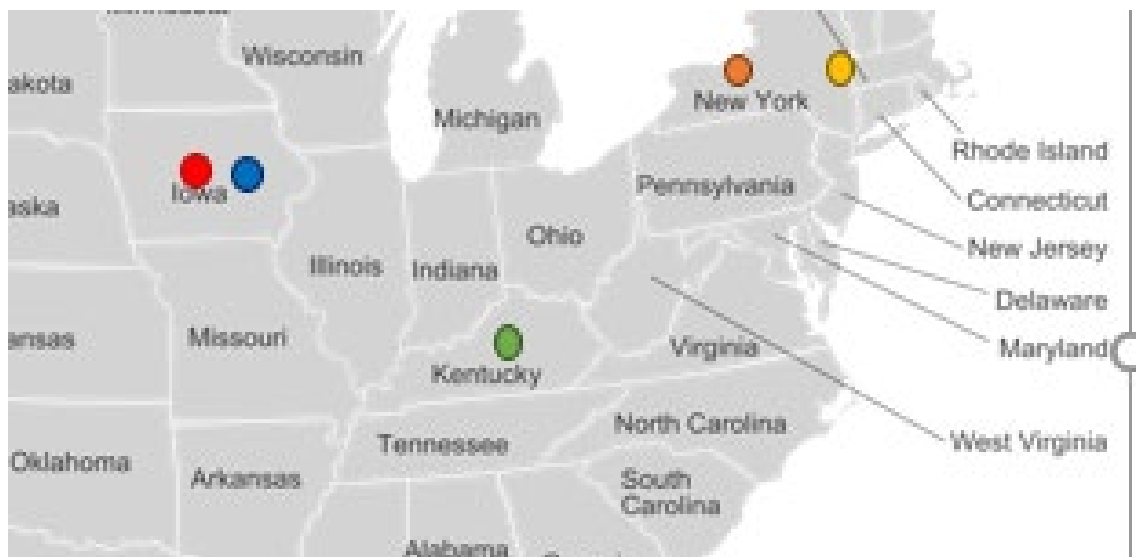 Wisconsin
akota
Michigan
New York
Rhode Island
Iowa
Pennsylvania
aska
Connecticut
Ohio
New Jersey
Illinois
Indiana
Delaware
ansas
Missouri
Virginia
Maryland
Kentucky
North Carolina
Tennessee
West Virginia
Oklahoma
Arkansas
South
Carolina
Alabama